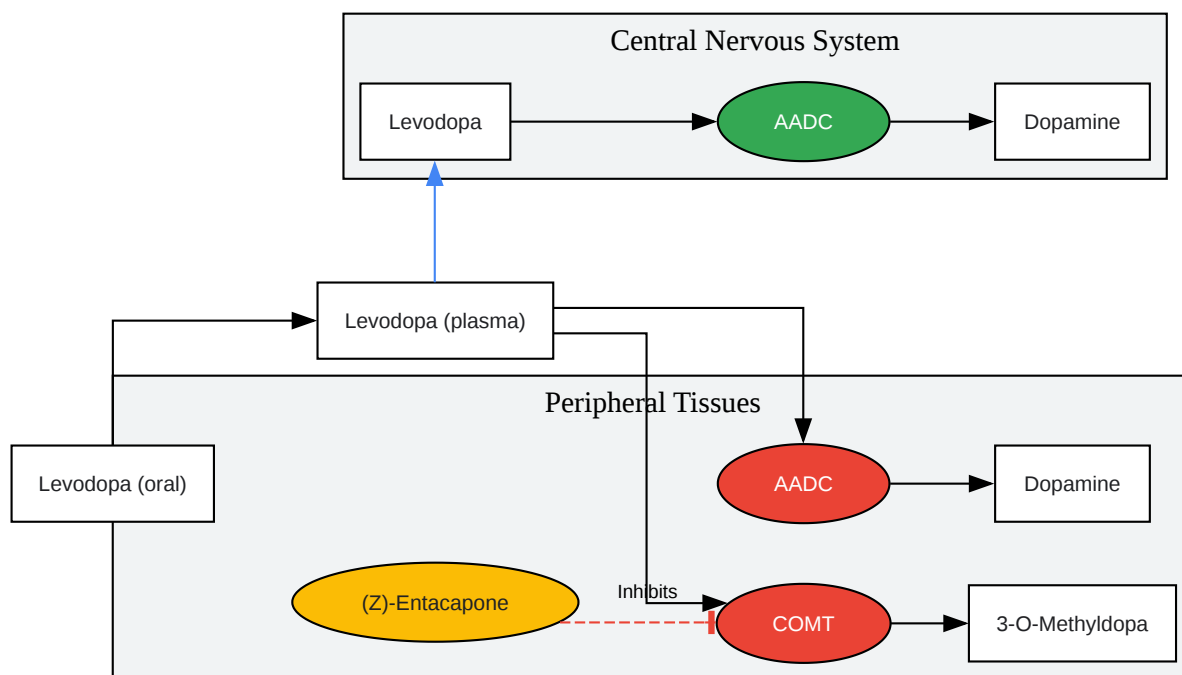 Central Nervous System
Levodopa
AADC
Dopamine
Levodopa (plasma)
Peripheral Tissues
Levodopa (oral)
AADC
Dopamine
Inhibits
(Z)-Entacapone
COMT
3-O-Methyldopa